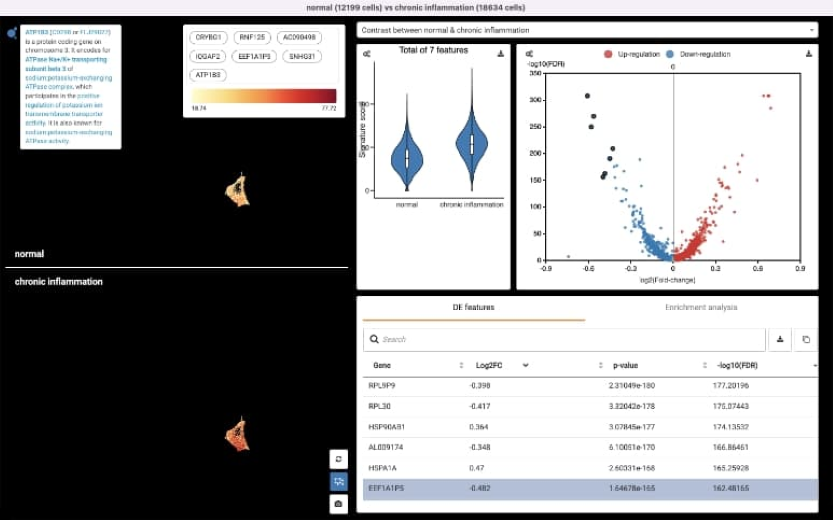 normal (12199 cells) vs chronic inflammation (18634 cells)
is a protein coding gene on
chromosome 3. It encodes for
ATPase Na+/K+ transporting
subunit beta 3 of
sodium:potassium-exchanging
ATPase complex, which
participates in the positive
regulation of potassium ion
transmembrane transporter
activity. It is also known for
sodium:potassium-exchanging
ATPase activity.
CRYBG1 RNF125 AC090498
IQGAP2 EEF1A1P5 SNHG31
ATP1B3
18.74 77.72
normal
chronic inflammation
Contrast between normal & chronic inflammation
Total of 7 features
Signature score
0
normal chronic inflammation
Up-regulation Down-regulation
-log10(FDR)
0
350
300
250
200
150
100
50
0
-0.9 -0.6 -0.3 0 0.3 0.6 0.9
log2(Fold-change)
DE features Enrichment analysis
Search
Gene Log2FC p-value -log10(FDR)
RPL9P9 -0.398 2.31049e-180 177.20196
RPL30 -0.417 3.32042e-178 175.07443
HSP90AB1 0.364 3.07845e-177 174.13532
AL009174 -0.348 6.10051e-170 166.86461
HSPA1A 0.47 2.60331e-168 165.25928
EEF1A1P5 -0.482 1.64678e-165 162.48165